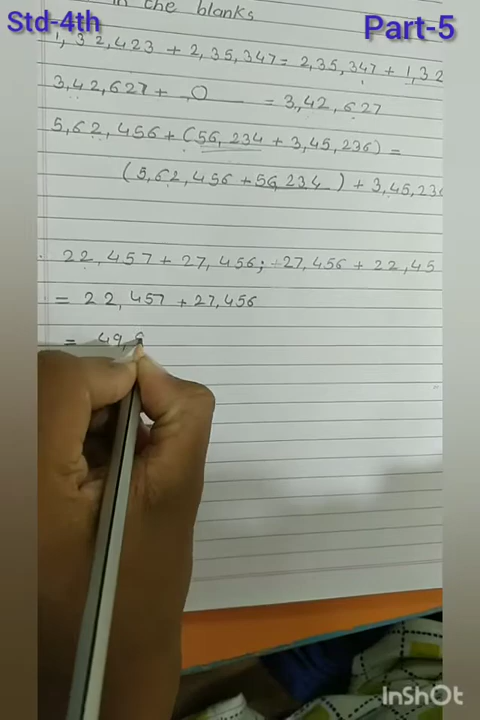 Std-4th
Part-5
in the blanks
1,32,423 + 2,35,347 = 2,35,347 + 1,32
3,42,627 + 0 = 3,42,627
5,62,456 + (56,234 + 3,45,236) =
(5,62,456 + 56,234) + 3,45,23
22,457 + 27,456; 27,456 + 22,45
= 22,457 + 27,456
= 49,
InShOt